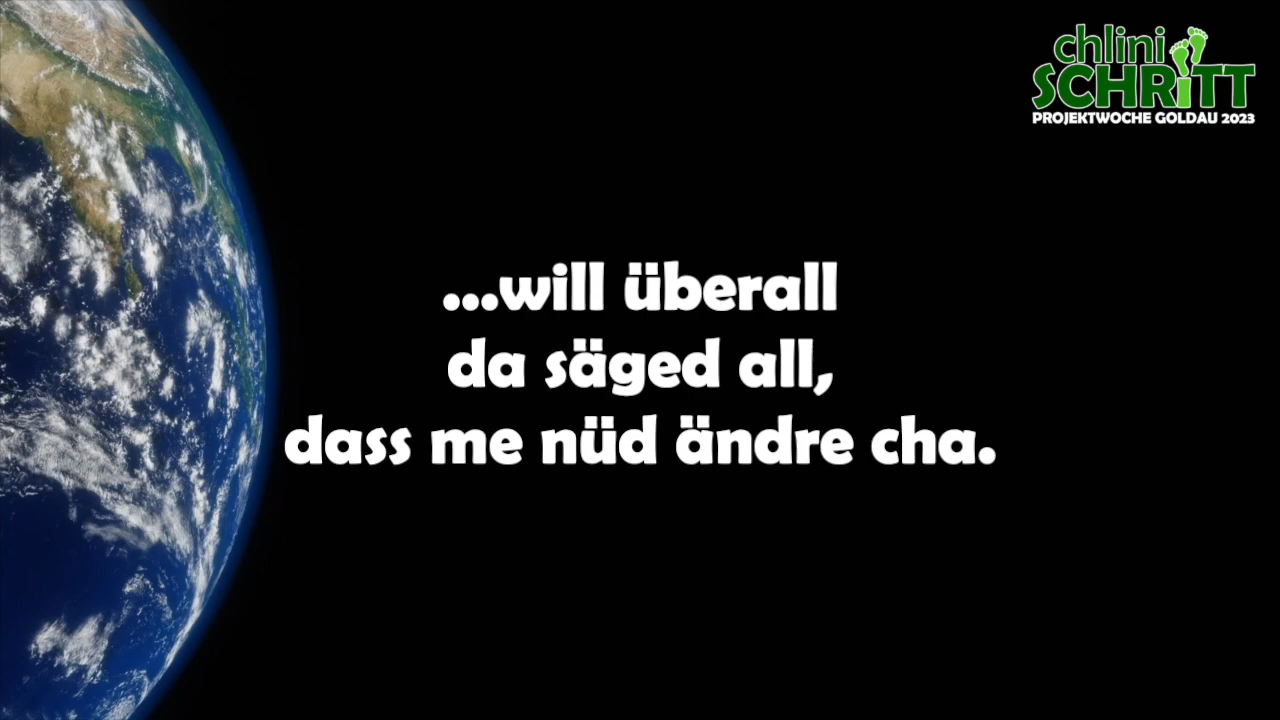 chlini
SCHRiTT
PROJEKTWOCHE GOLDAU 2023
...will überall
da säged all,
dass me nüd ändre cha.